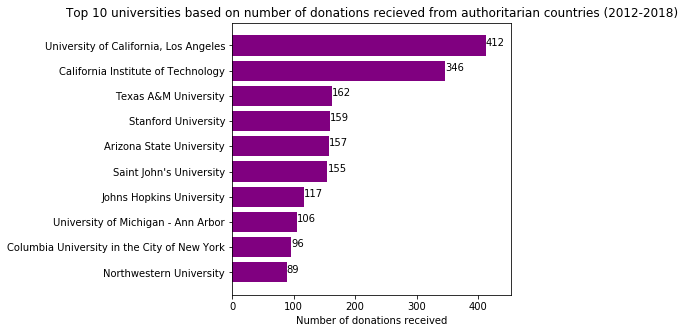 Top 10 universities based on number of donations recieved from authoritarian countries (2012-2018)
University of California, Los Angeles 412
California Institute of Technology 346
Texas A&M University 162
Stanford University 159
Arizona State University 157
Saint John's University 155
Johns Hopkins University 117
University of Michigan - Ann Arbor 106
Columbia University in the City of New York 96
Northwestern University 89
0 100 200 300 400
Number of donations received